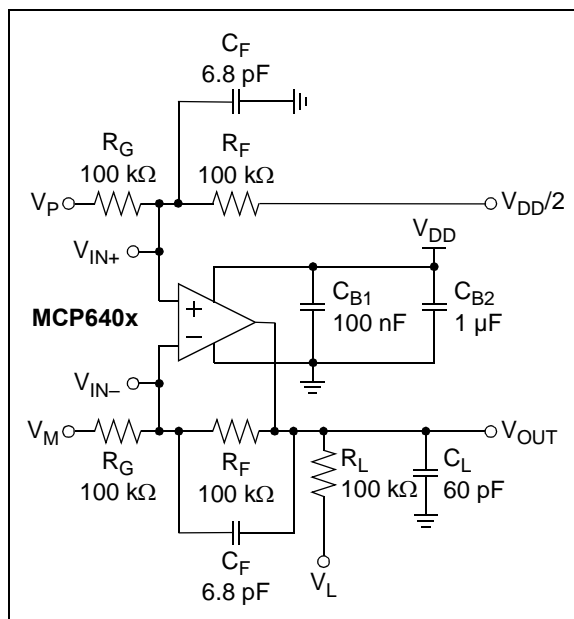 C_F
6.8 pF
R_G
100 kΩ
R_F
100 kΩ
V_P
V_DD/2
V_IN+
V_DD
MCP640x
+
−
C_B1
100 nF
C_B2
1 µF
V_IN–
V_M
V_OUT
R_G
100 kΩ
R_F
100 kΩ
R_L
100 kΩ
C_L
60 pF
C_F
6.8 pF
V_L